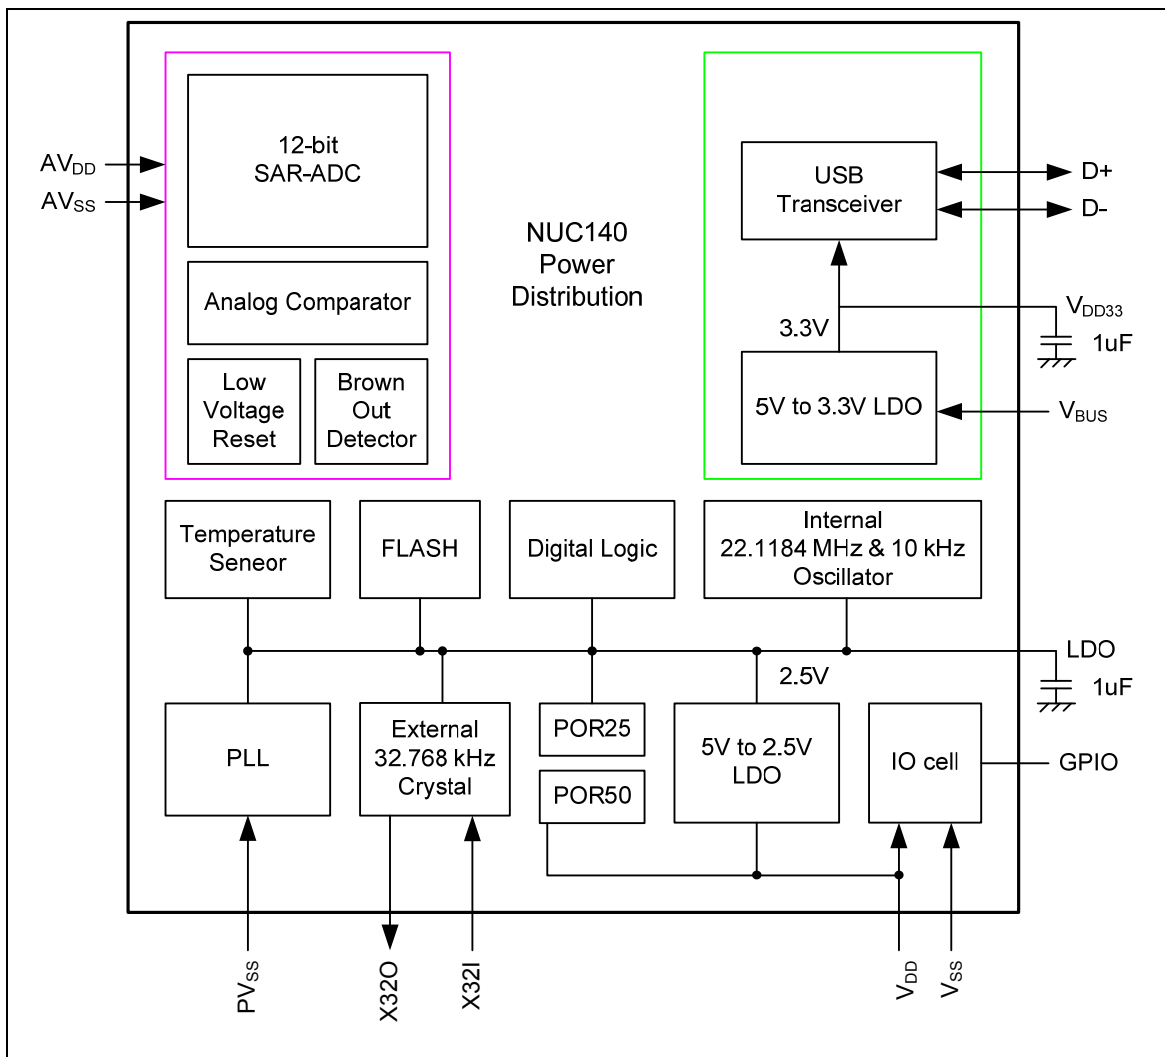 12-bit
SAR-ADC
AVDD
AVSS
Analog Comparator
Low
Voltage
Reset
Brown
Out
Detector
NUC140
Power
Distribution
USB
Transceiver
D+
D-
3.3V
VDD33
1uF
5V to 3.3V LDO
VBUS
Temperature
Seneor
FLASH
Digital Logic
Internal
22.1184 MHz & 10 kHz
Oscillator
2.5V
LDO
1uF
PLL
External
32.768 kHz
Crystal
POR25
POR50
5V to 2.5V
LDO
IO cell
GPIO
PVSS
X32O
X32I
VDD
VSS